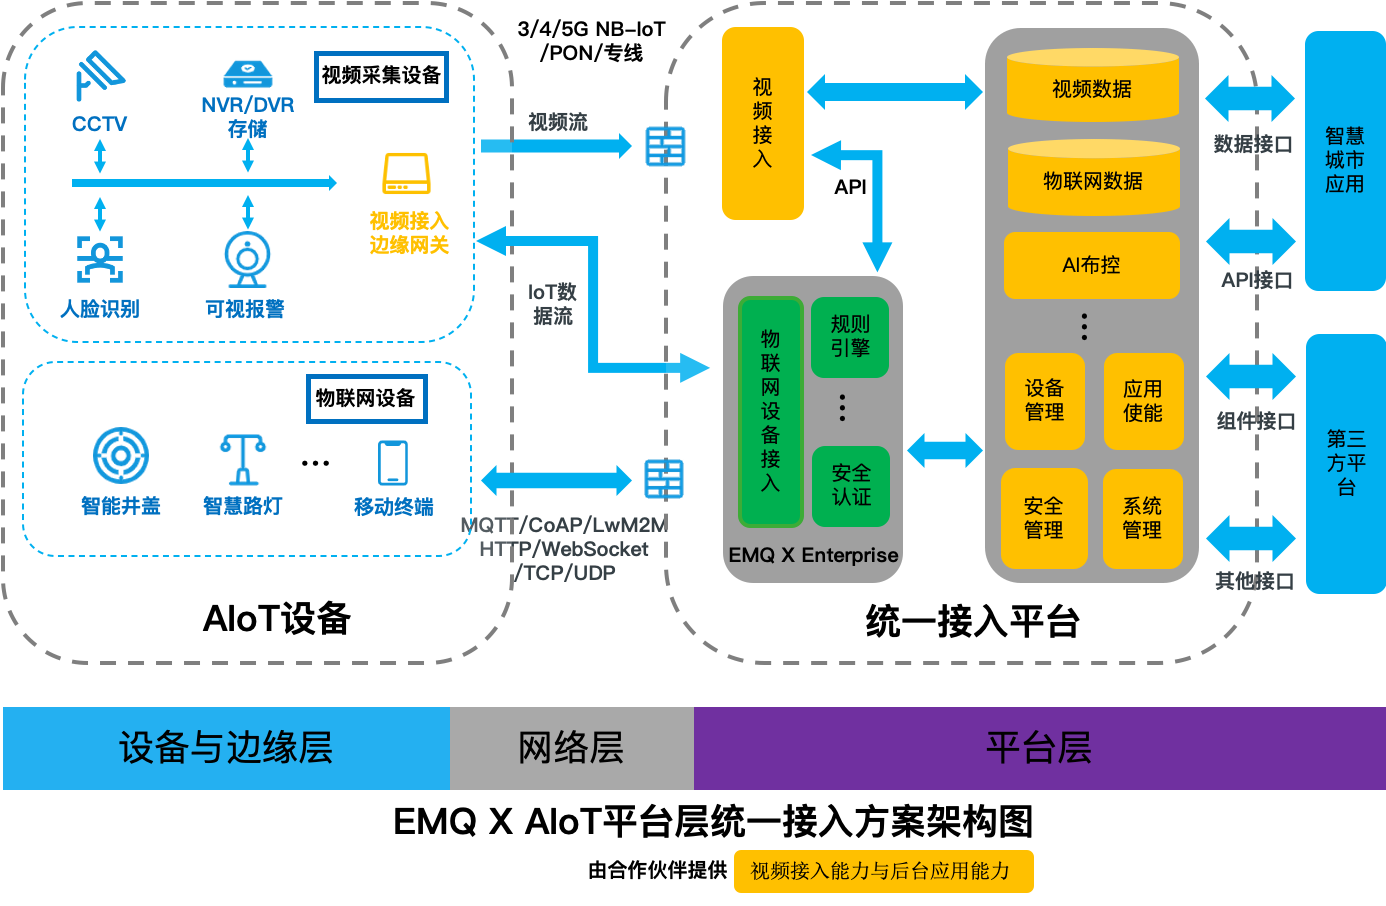 3/4/5G NB-IoT
/PON/专线
视频采集设备
CCTV
NVR/DVR
存储
视频接入
边缘网关
人脸识别
可视报警
物联网设备
智能井盖
智慧路灯
...
移动终端
AIoT设备
视频流
IoT数
据流
MQTT/CoAP/LwM2M
HTTP/WebSocket
/TCP/UDP
视
频
接
入
API
物
联
网
设
备
接
入
规则
引擎
安全
认证
EMQ X Enterprise
视频数据
物联网数据
AI布控
设备
管理
应用
使能
安全
管理
系统
管理
统一接入平台
数据接口
API接口
组件接口
其他接口
智慧
城市
应用
第三
方平
台
设备与边缘层
网络层
平台层
EMQ X AIoT平台层统一接入方案架构图
由合作伙伴提供
视频接入能力与后台应用能力